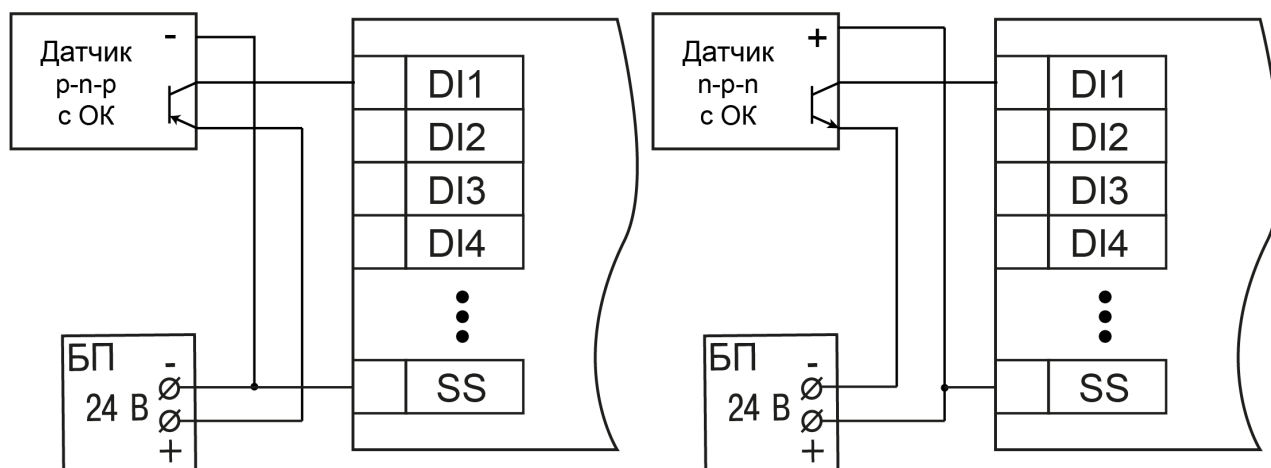 Датчик
p-n-p
с ОК
-
DI1
DI2
DI3
DI4
SS
БП
-
24 В
+
Датчик
n-p-n
с ОК
+
DI1
DI2
DI3
DI4
SS
БП
-
24 В
+